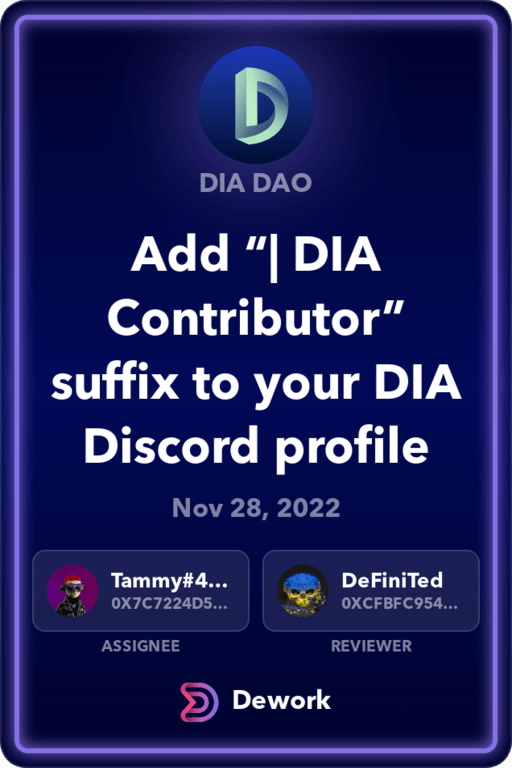 DIA DAO
Add “| DIA
Contributor”
suffix to your DIA
Discord profile
Nov 28, 2022
Tammy#4...
0X7C7224D5...
ASSIGNEE
DeFiniTed
0XCFBFC954...
REVIEWER
Dework